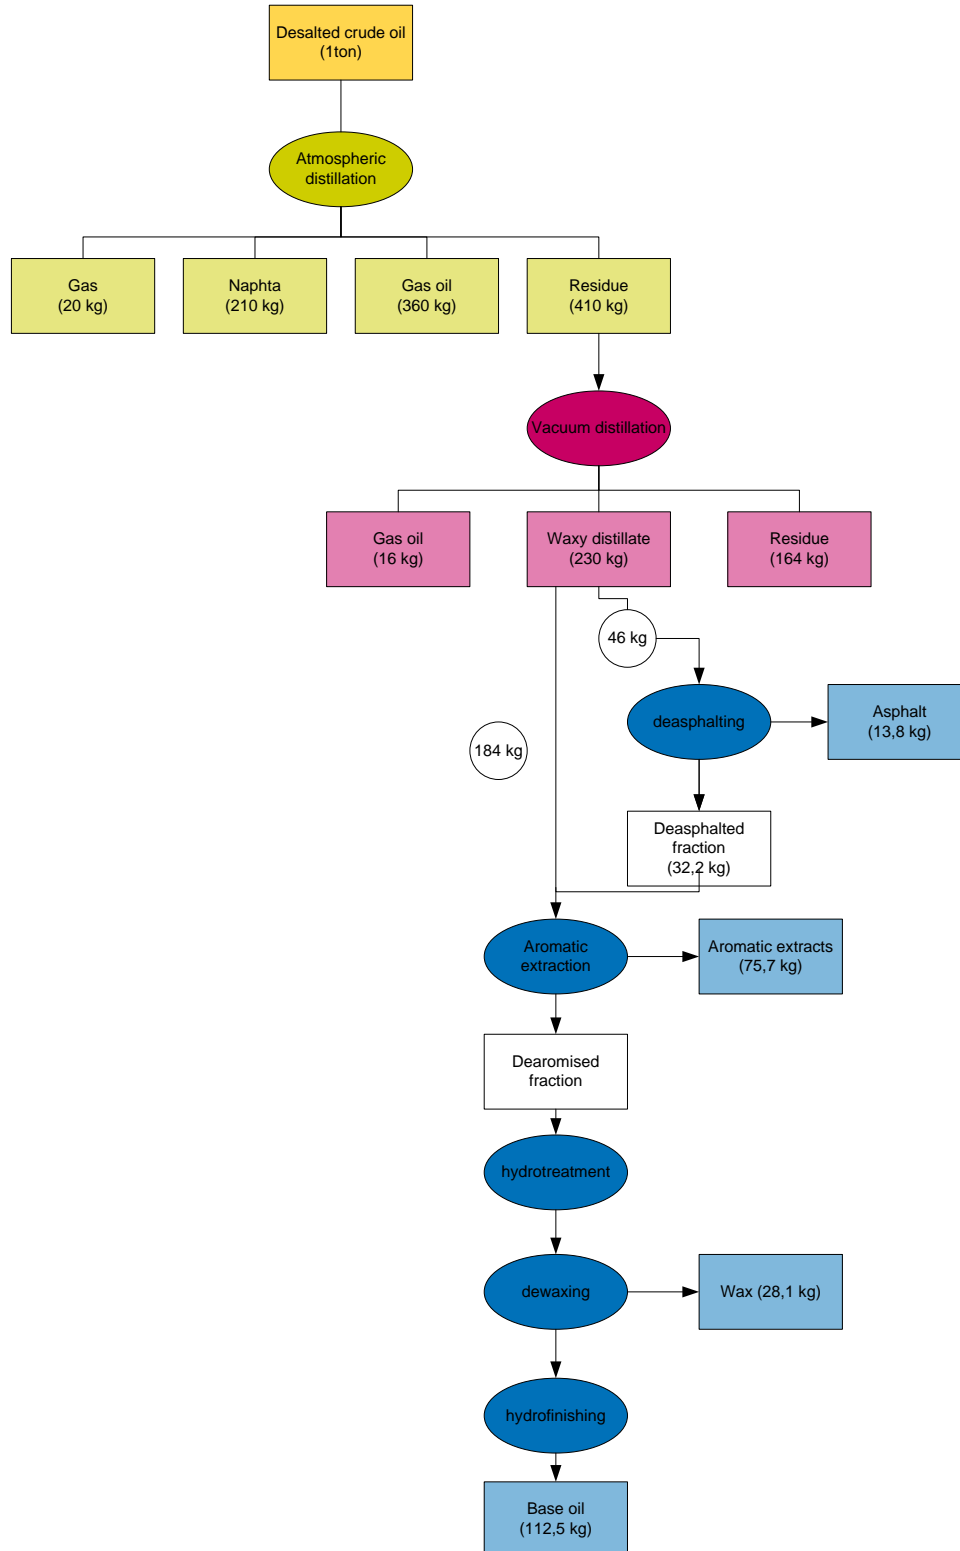 Desalted crude oil
(1ton)
Atmospheric
distillation
Gas
(20 kg)
Naphta
(210 kg)
Gas oil
(360 kg)
Residue
(410 kg)
Vacuum distillation
Gas oil
(16 kg)
Waxy distillate
(230 kg)
Residue
(164 kg)
46 kg
deasphalting
Asphalt
(13,8 kg)
184 kg
Deasphalted
fraction
(32,2 kg)
Aromatic
extraction
Aromatic extracts
(75,7 kg)
Dearomised
fraction
hydrotreatment
dewaxing
Wax (28,1 kg)
hydrofinishing
Base oil
(112,5 kg)